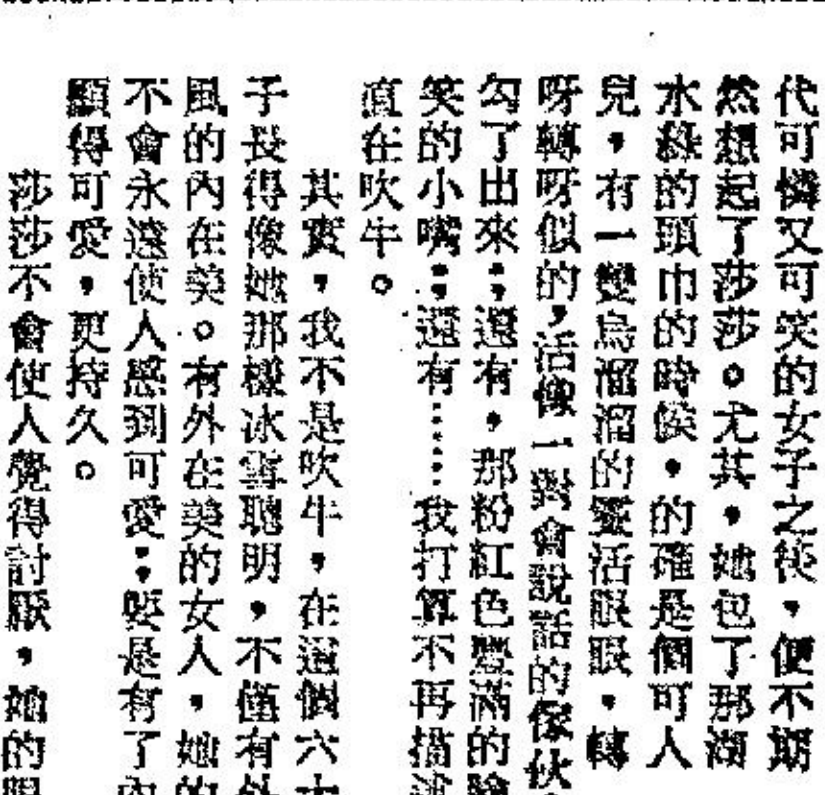 代可憐又可笑的女子之後，便不期
然想起了莎莎。尤其，她包了那湖
水綠的頭巾的時候，的確是個可人
兒，有一雙烏溜溜的靈活眼眼，轉
呀轉呀似的，活像一對會說話的傢伙
勾了出來；還有，那粉紅色豐滿的臉
笑的小嘴；還有……我打算不再描述
直在吹牛。
其實，我不是吹牛，在這個六十
子長得像她那樣冰雪聰明，不僅有外
風的內在美。有外在美的女人，她的
不會永遠使人感到可愛；要是有了內
顯得可愛，更持久。
莎莎不會使人覺得討厭，她的眼